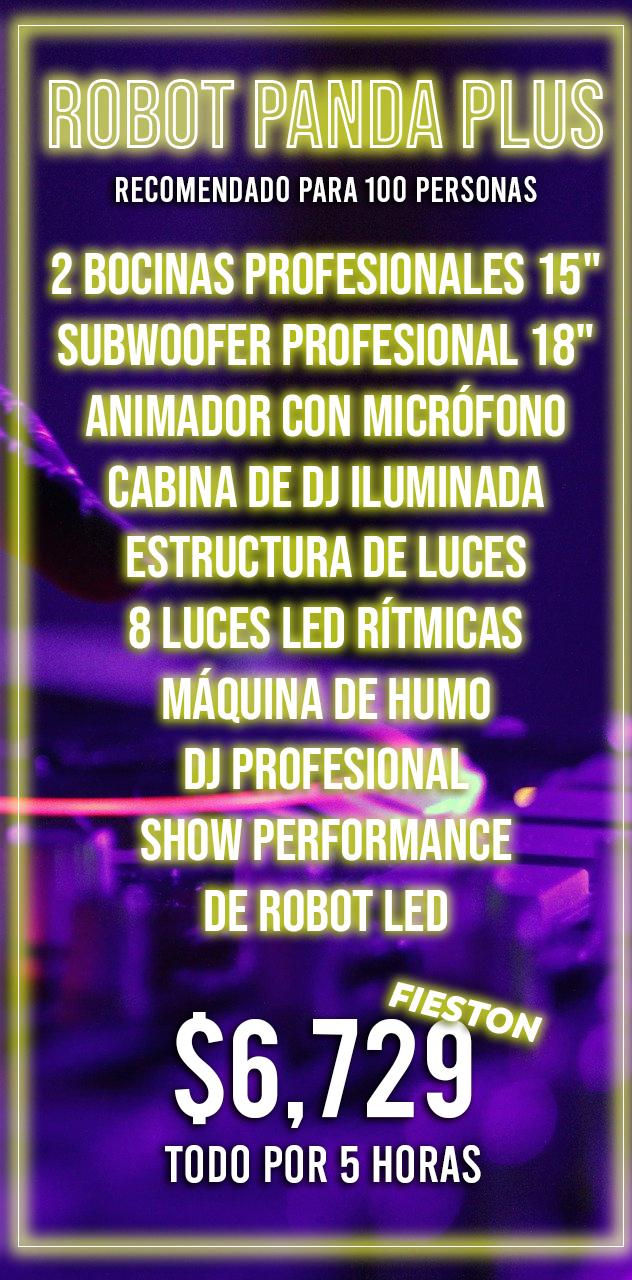 ROBOT PANDA PLUS
RECOMENDADO PARA 100 PERSONAS
2 BOCINAS PROFESIONALES 15"
SUBWOOFER PROFESIONAL 18"
ANIMADOR CON MICRÓFONO
CABINA DE DJ ILUMINADA
ESTRUCTURA DE LUCES
8 LUCES LED RÍTMICAS
MÁQUINA DE HUMO
DJ PROFESIONAL
SHOW PERFORMANCE
DE ROBOT LED
FIESTON
$6,729
TODO POR 5 HORAS